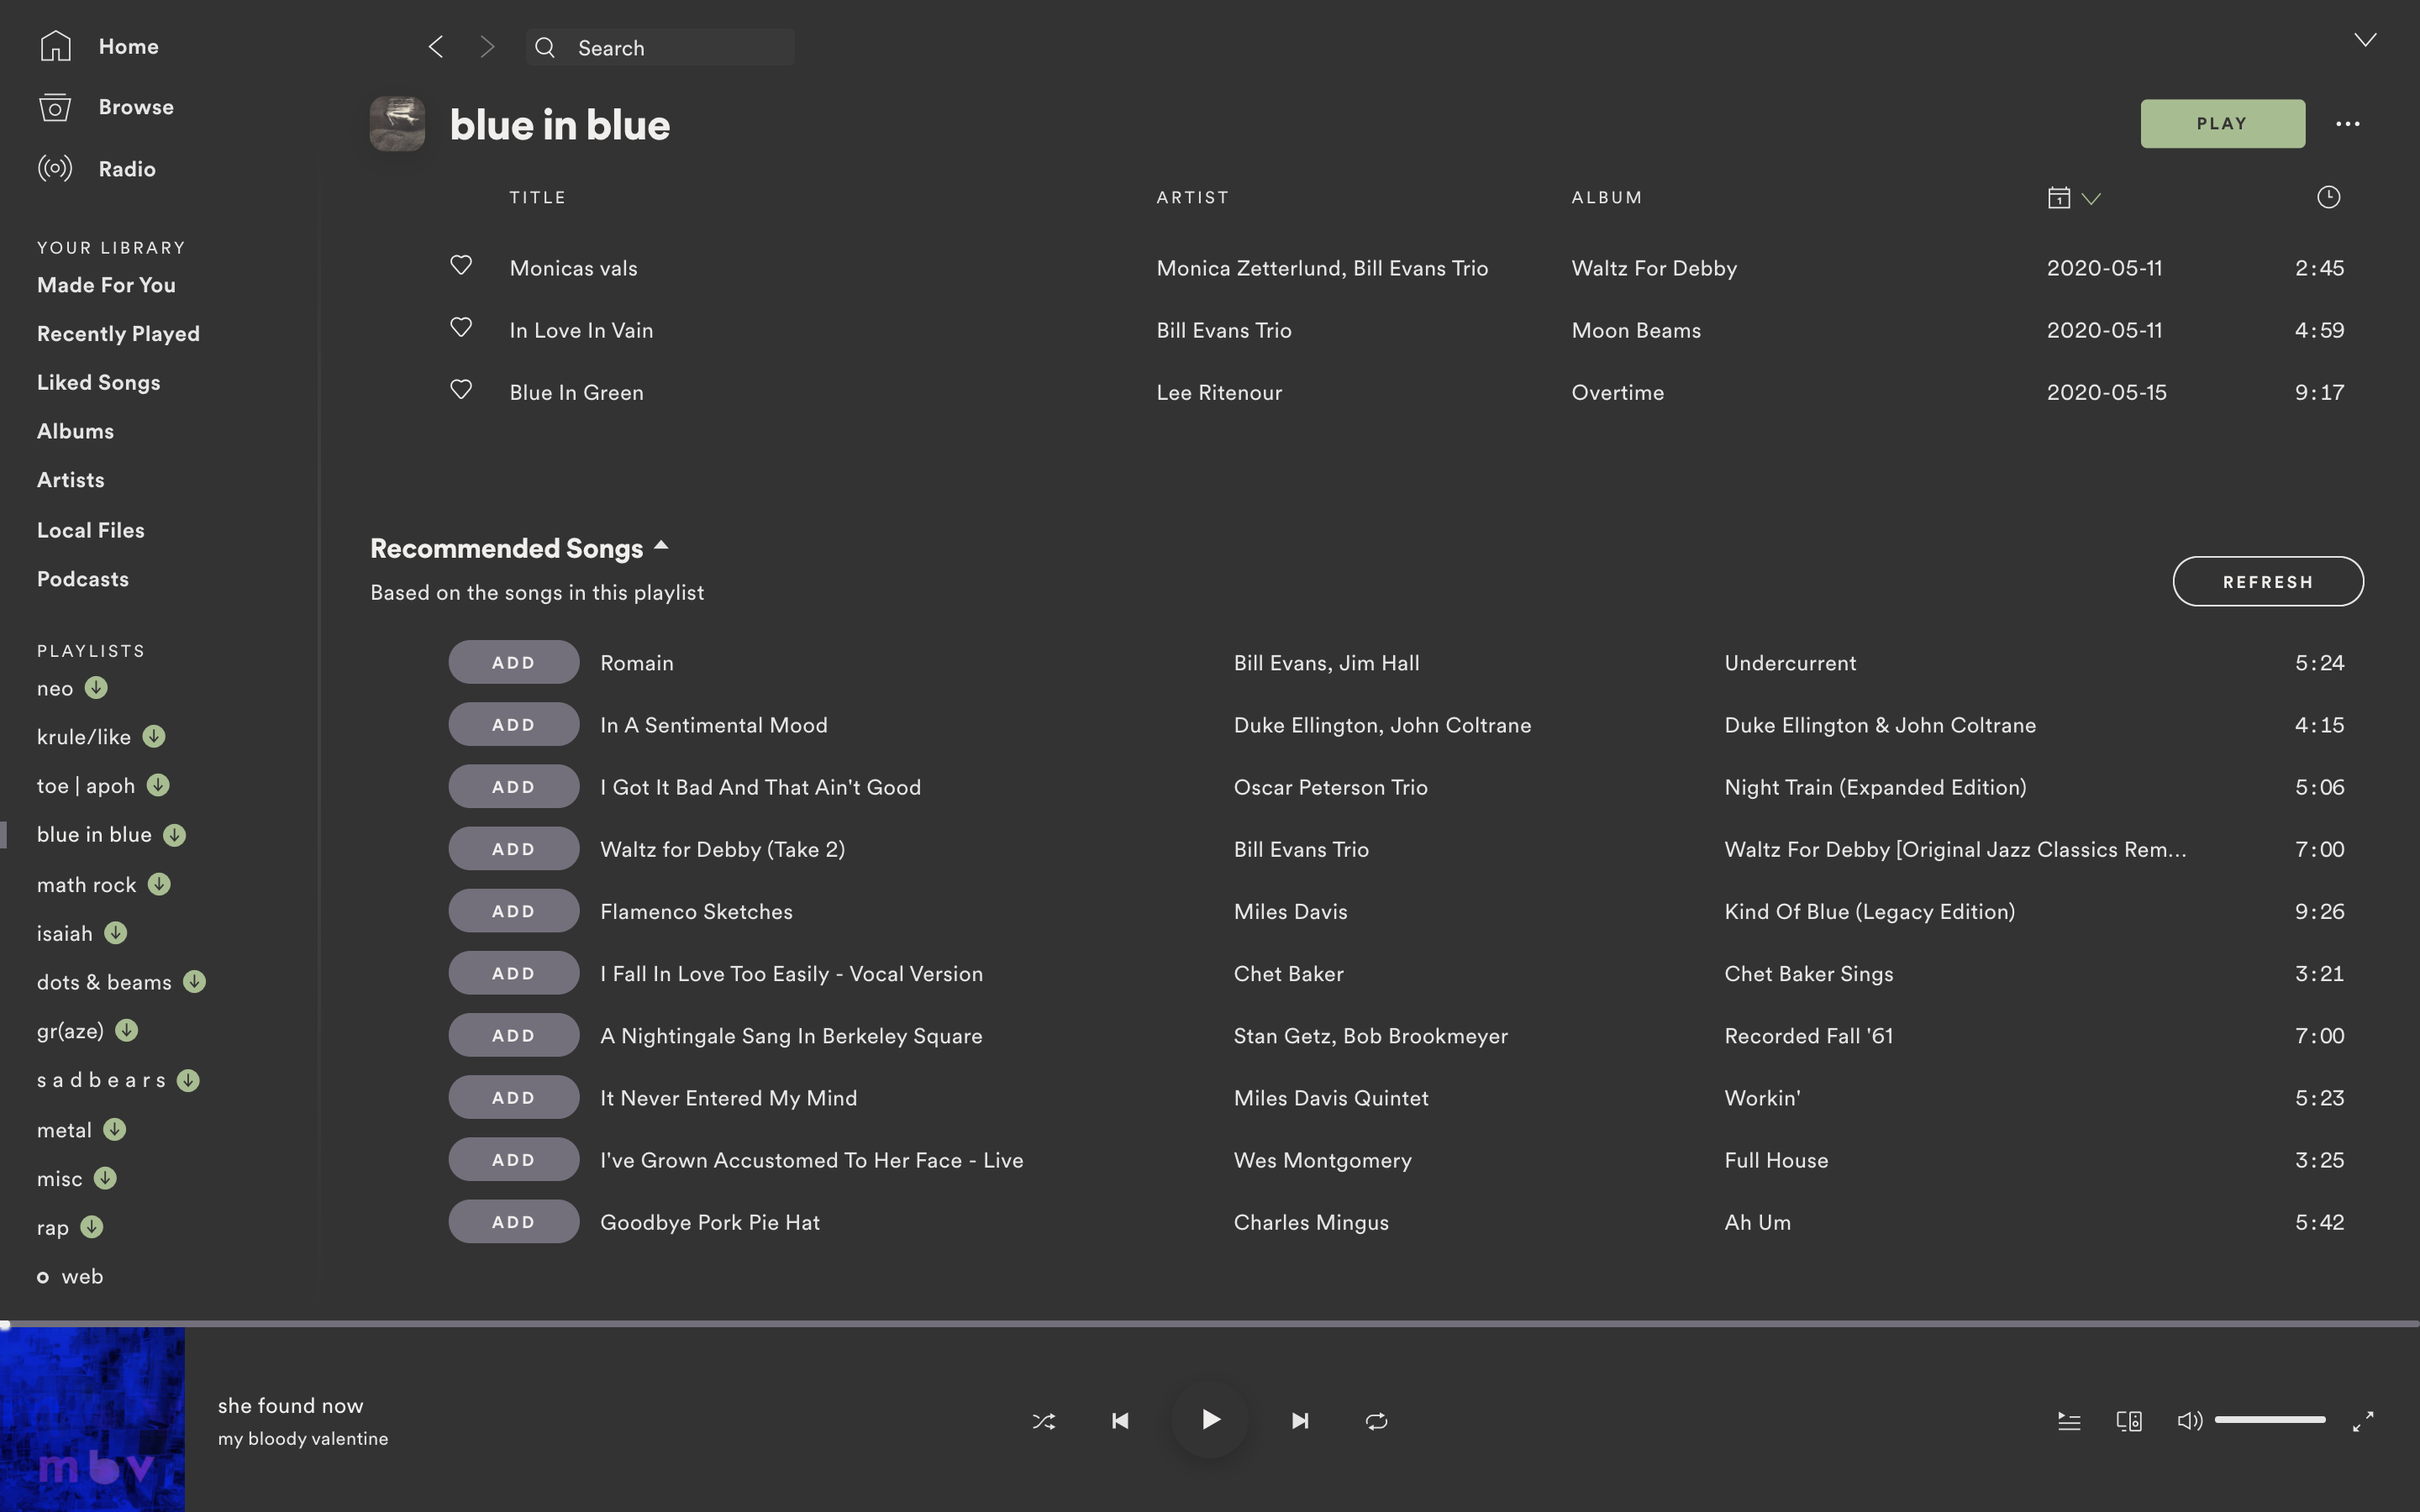 Home
Browse
Radio
YOUR LIBRARY
Made For You
Recently Played
Liked Songs
Albums
Artists
Local Files
Podcasts
PLAYLISTS
neo
krule/like
toe | apoh
blue in blue
math rock
isaiah
dots & beams
gr(aze)
s a d b e a r s
metal
misc
rap
web
Search
blue in blue
PLAY
TITLE ARTIST ALBUM 1
Monicas vals Monica Zetterlund, Bill Evans Trio Waltz For Debby 2020-05-11 2:45
In Love In Vain Bill Evans Trio Moon Beams 2020-05-11 4:59
Blue In Green Lee Ritenour Overtime 2020-05-15 9:17
Recommended Songs
Based on the songs in this playlist
REFRESH
ADD Romain Bill Evans, Jim Hall Undercurrent 5:24
ADD In A Sentimental Mood Duke Ellington, John Coltrane Duke Ellington & John Coltrane 4:15
ADD I Got It Bad And That Ain't Good Oscar Peterson Trio Night Train (Expanded Edition) 5:06
ADD Waltz for Debby (Take 2) Bill Evans Trio Waltz For Debby [Original Jazz Classics Rem... 7:00
ADD Flamenco Sketches Miles Davis Kind Of Blue (Legacy Edition) 9:26
ADD I Fall In Love Too Easily - Vocal Version Chet Baker Chet Baker Sings 3:21
ADD A Nightingale Sang In Berkeley Square Stan Getz, Bob Brookmeyer Recorded Fall '61 7:00
ADD It Never Entered My Mind Miles Davis Quintet Workin' 5:23
ADD I've Grown Accustomed To Her Face - Live Wes Montgomery Full House 3:25
ADD Goodbye Pork Pie Hat Charles Mingus Ah Um 5:42
m b v
she found now
my bloody valentine